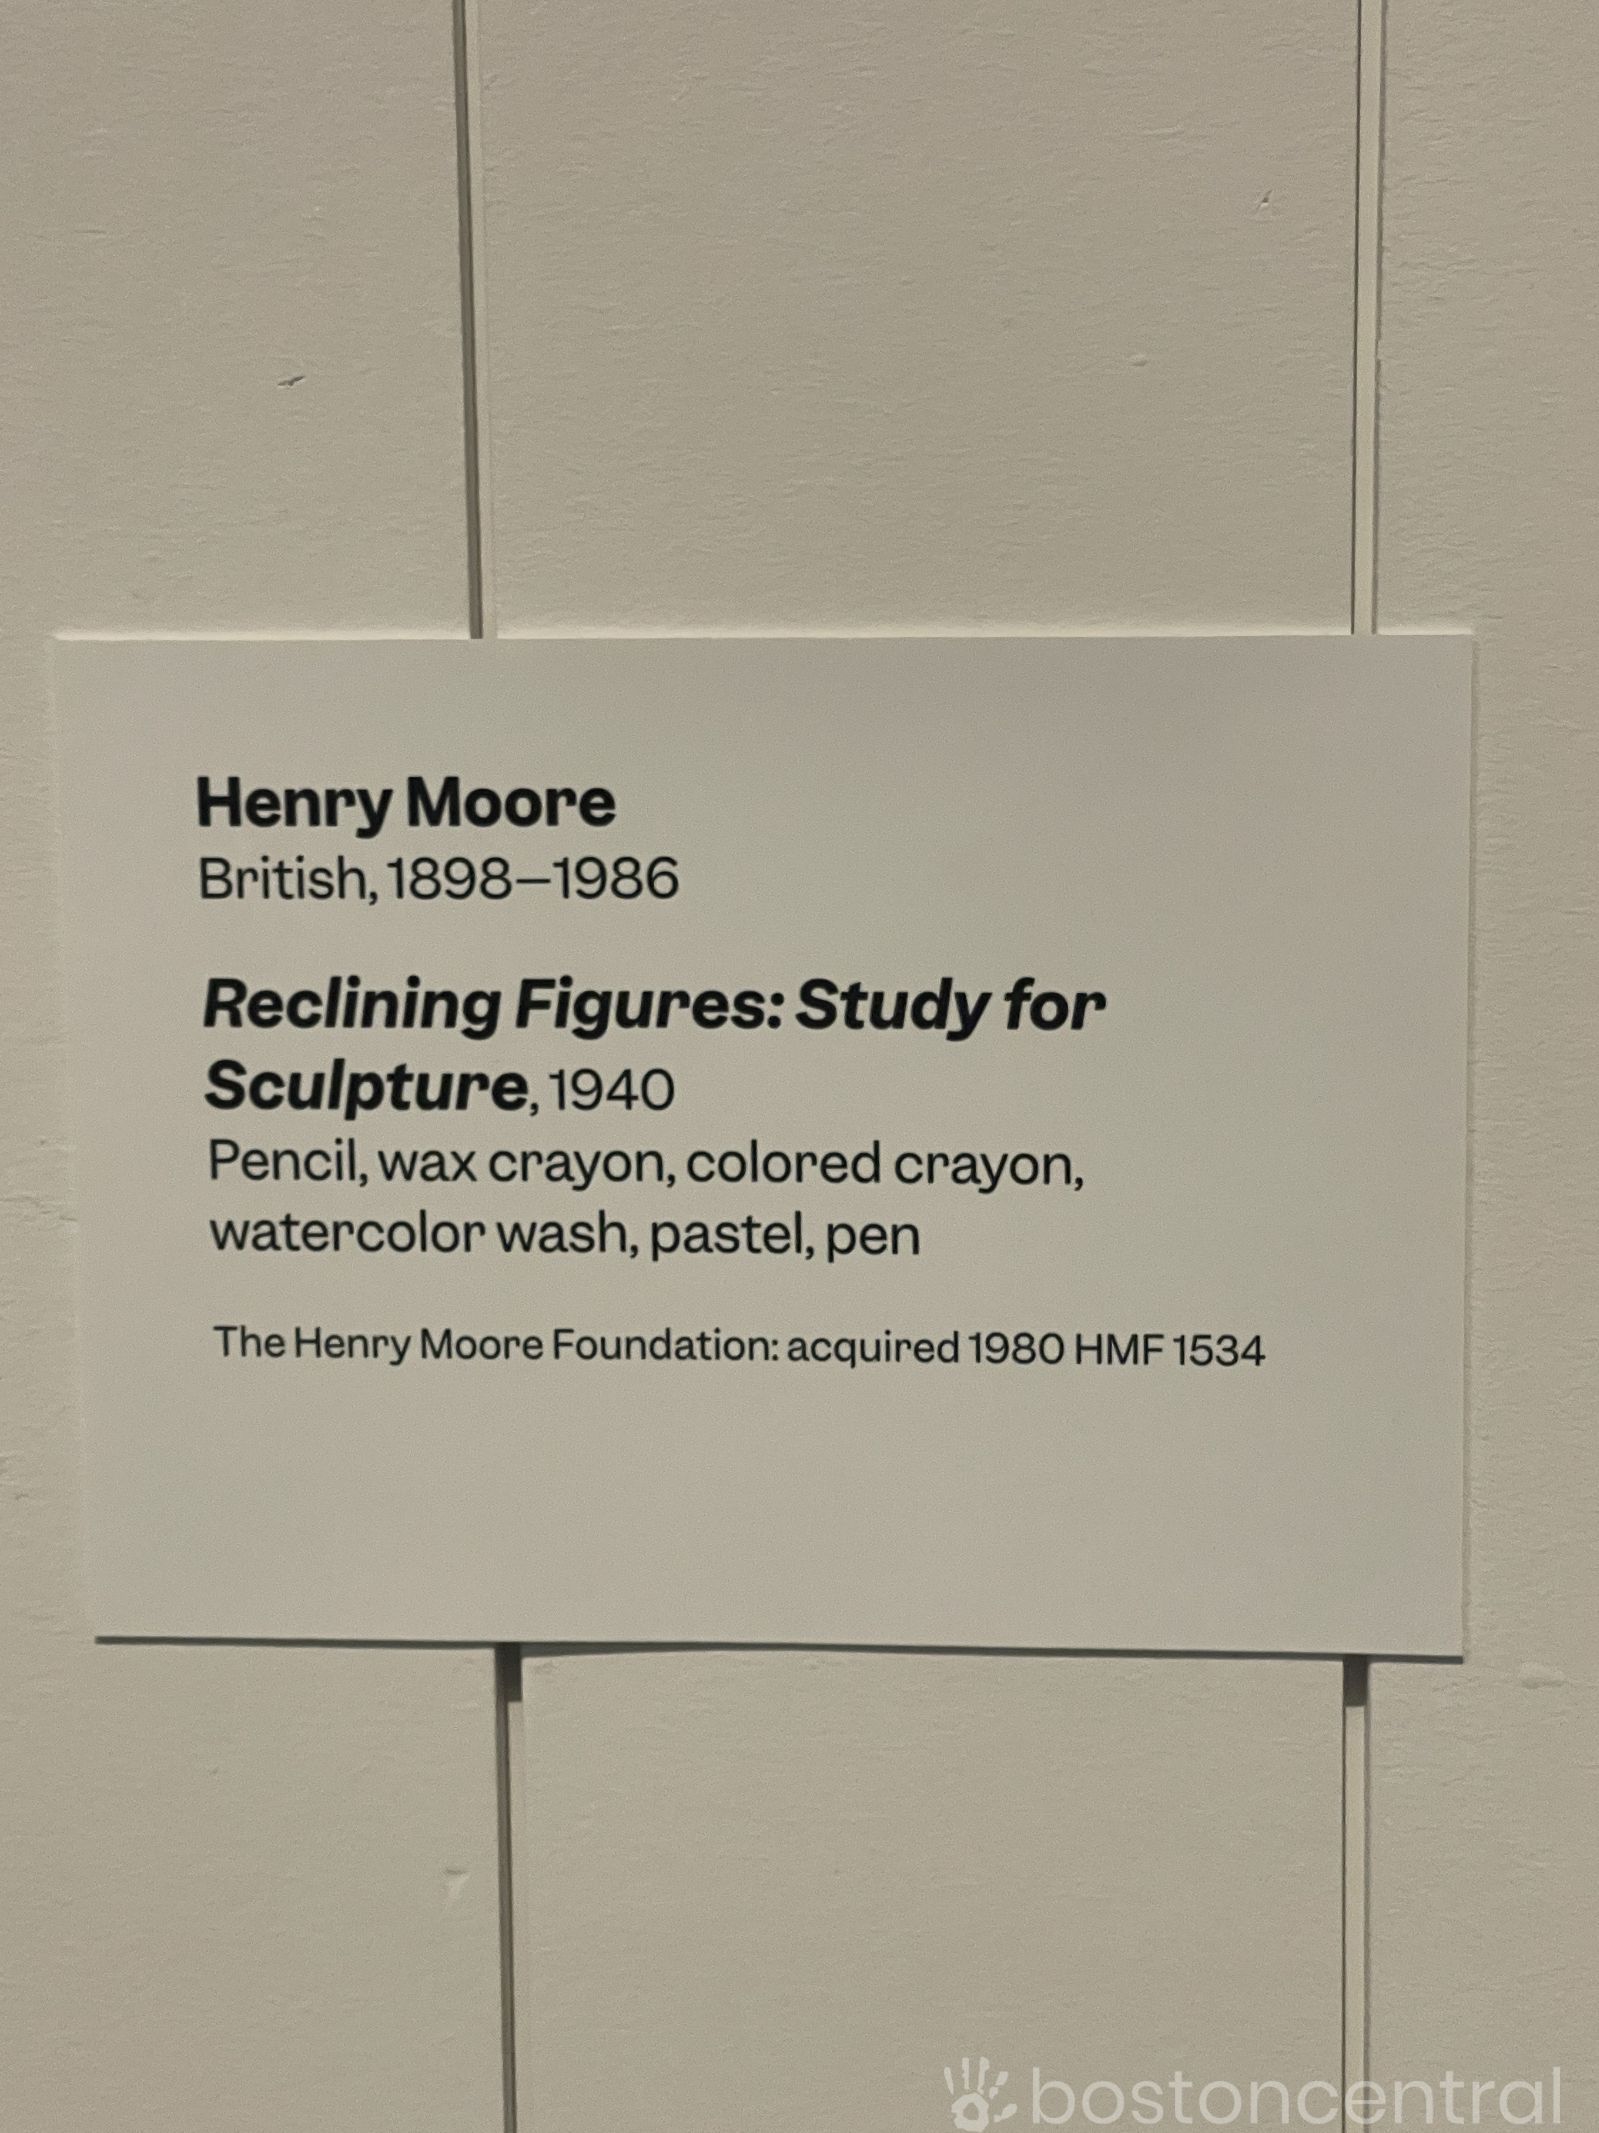 Henry Moore
British, 1898–1986
Reclining Figures: Study for
Sculpture, 1940
Pencil, wax crayon, colored crayon,
watercolor wash, pastel, pen
The Henry Moore Foundation: acquired 1980 HMF 1534
bostoncentral